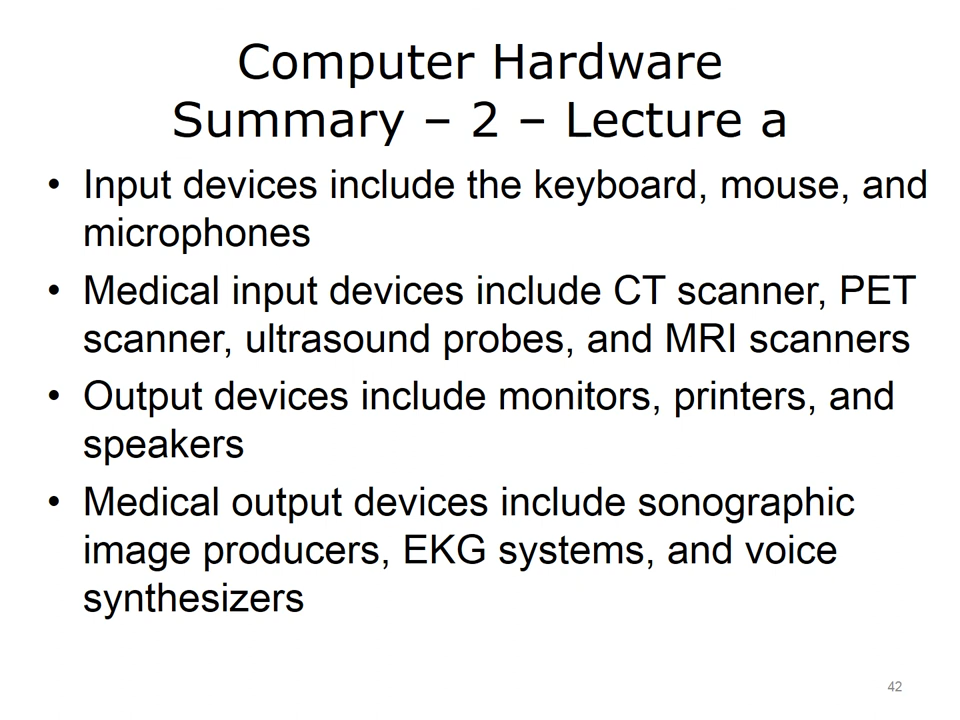 Computer Hardware
Summary – 2 – Lecture a
• Input devices include the keyboard, mouse, and
microphones
• Medical input devices include CT scanner, PET
scanner, ultrasound probes, and MRI scanners
• Output devices include monitors, printers, and
speakers
• Medical output devices include sonographic
image producers, EKG systems, and voice
synthesizers
42